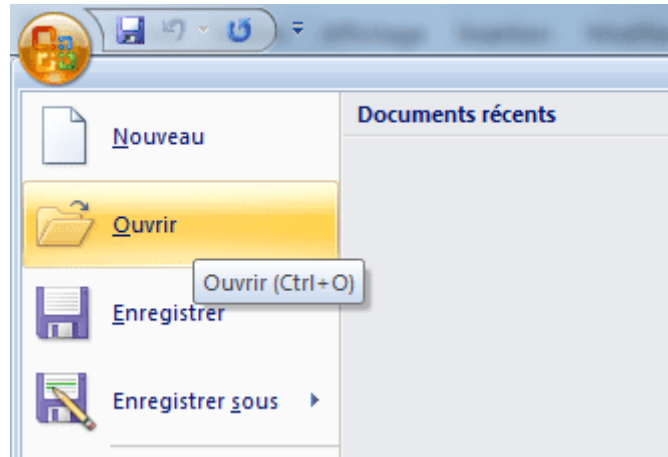 Documents récents
Nouveau
Ouvrir
Ouvrir (Ctrl+O)
Enregistrer
Enregistrer sous